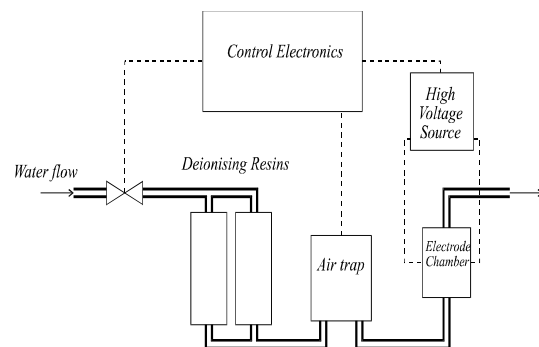 Control Electronics
High
Voltage
Source
Deionising Resins
Water flow
Electrode
Chamber
Air trap